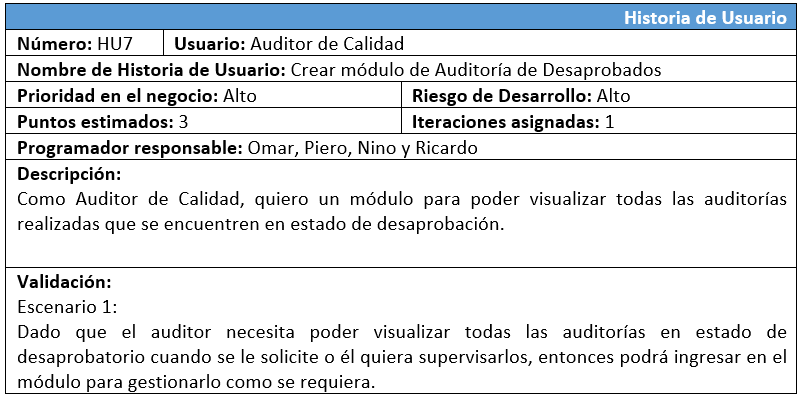 Historia de Usuario
Número: HU7 Usuario: Auditor de Calidad
Nombre de Historia de Usuario: Crear módulo de Auditoría de Desaprobados
Prioridad en el negocio: Alto Riesgo de Desarrollo: Alto
Puntos estimados: 3 Iteraciones asignadas: 1
Programador responsable: Omar, Piero, Nino y Ricardo
Descripción:
Como Auditor de Calidad, quiero un módulo para poder visualizar todas las auditorías
realizadas que se encuentren en estado de desaprobación.
Validación:
Escenario 1:
Dado que el auditor necesita poder visualizar todas las auditorías en estado de
desaprobatorio cuando se le solicite o él quiera supervisarlos, entonces podrá ingresar en el
módulo para gestionarlo como se requiera.